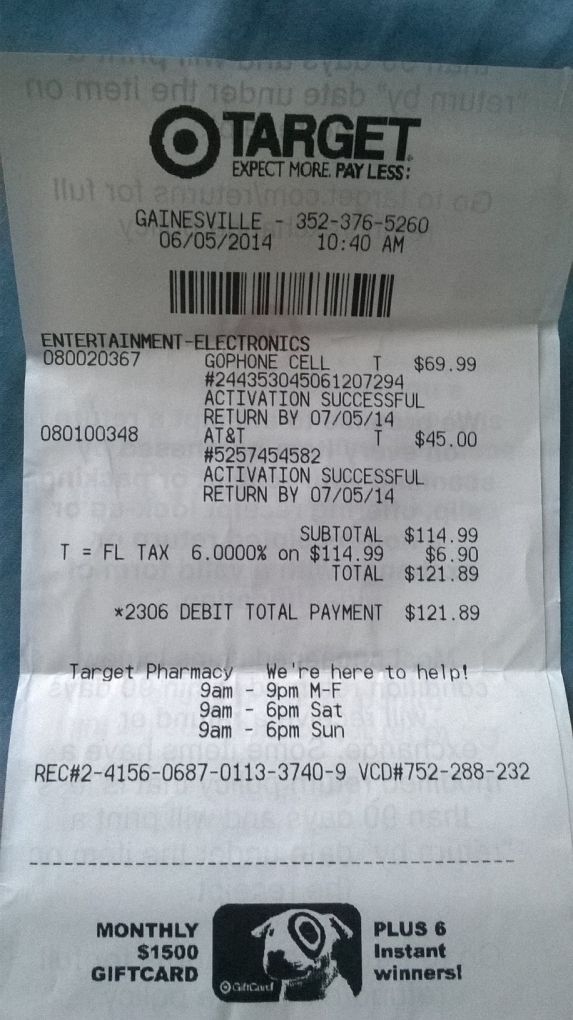 TARGET
EXPECT MORE. PAY LESS:
GAINESVILLE - 352-376-5260
06/05/2014 10:40 AM
ENTERTAINMENT-ELECTRONICS
080020367 GOPHONE CELL T $69.99
#244353045061207294
ACTIVATION SUCCESSFUL
RETURN BY 07/05/14
080100348 AT&T T $45.00
#5257454582
ACTIVATION SUCCESSFUL
RETURN BY 07/05/14
SUBTOTAL $114.99
T = FL TAX 6.0000% on $114.99 $6.90
TOTAL $121.89
*2306 DEBIT TOTAL PAYMENT $121.89
Target Pharmacy We're here to help!
9am - 9pm M-F
9am - 6pm Sat
9am - 6pm Sun
REC#2-4156-0687-0113-3740-9 VCD#752-288-232
MONTHLY
$1500
GIFTCARD
GiftCard
PLUS 6
Instant
winners!